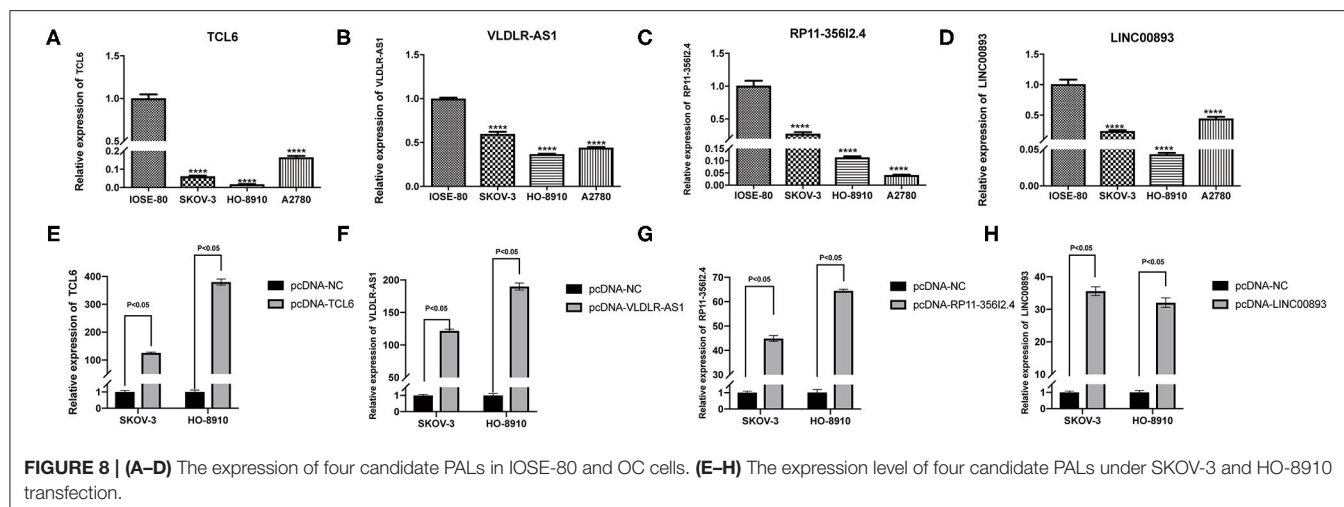 A
TCL6
Relative expression of TCL6
1.5
1.0
0.5
0.2
0.1
0.0
****
****
****
IOSE-80 SKOV-3 HO-8910 A2780
B
VLDLR-AS1
Relative expression of VLDLR-AS1
1.5
1.0
0.5
0.0
****
****
****
IOSE-80 SKOV-3 HO-8910 A2780
C
RP11-356I2.4
Relative expression of RP11-356I2.4
1.5
1.0
0.5
0.15
0.10
0.05
0.00
****
****
****
IOSE-80 SKOV-3 HO-8910 A2780
D
LINC00893
Relative expression of LINC00893
1.5
1.0
0.5
0.05
0.00
****
****
****
IOSE-80 SKOV-3 HO-8910 A2780
E
Relative expression of TCL6
400
300
200
100
1
0
P<0.05
P<0.05
SKOV-3 HO-8910
pcDNA-NC
pcDNA-TCL6
F
Relative expression of VLDLR-AS1
200
150
100
50
1
0
P<0.05
P<0.05
SKOV-3 HO-8910
pcDNA-NC
pcDNA-VLDLR-AS1
G
Relative expression of RP11-356I2.4
70
60
50
40
30
1
0
P<0.05
P<0.05
SKOV-3 HO-8910
pcDNA-NC
pcDNA-RP11-356I2.4
H
Relative expression of LINC00893
40
30
20
10
1
0
P<0.05
P<0.05
SKOV-3 HO-8910
pcDNA-NC
pcDNA-LINC00893
FIGURE 8 | (A–D) The expression of four candidate PALs in IOSE-80 and OC cells. (E–H) The expression level of four candidate PALs under SKOV-3 and HO-8910
transfection.